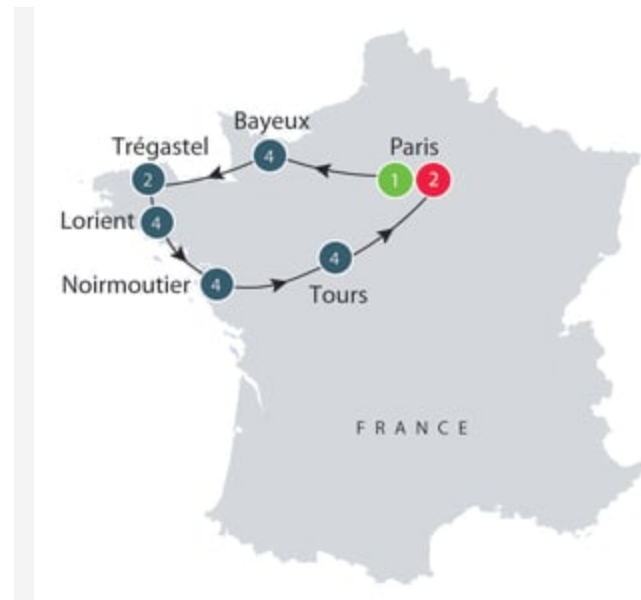 Bayeux
Trégastel
Paris
4
2
1 2
Lorient 4
4
Noirmoutier 4
Tours
FRANCE